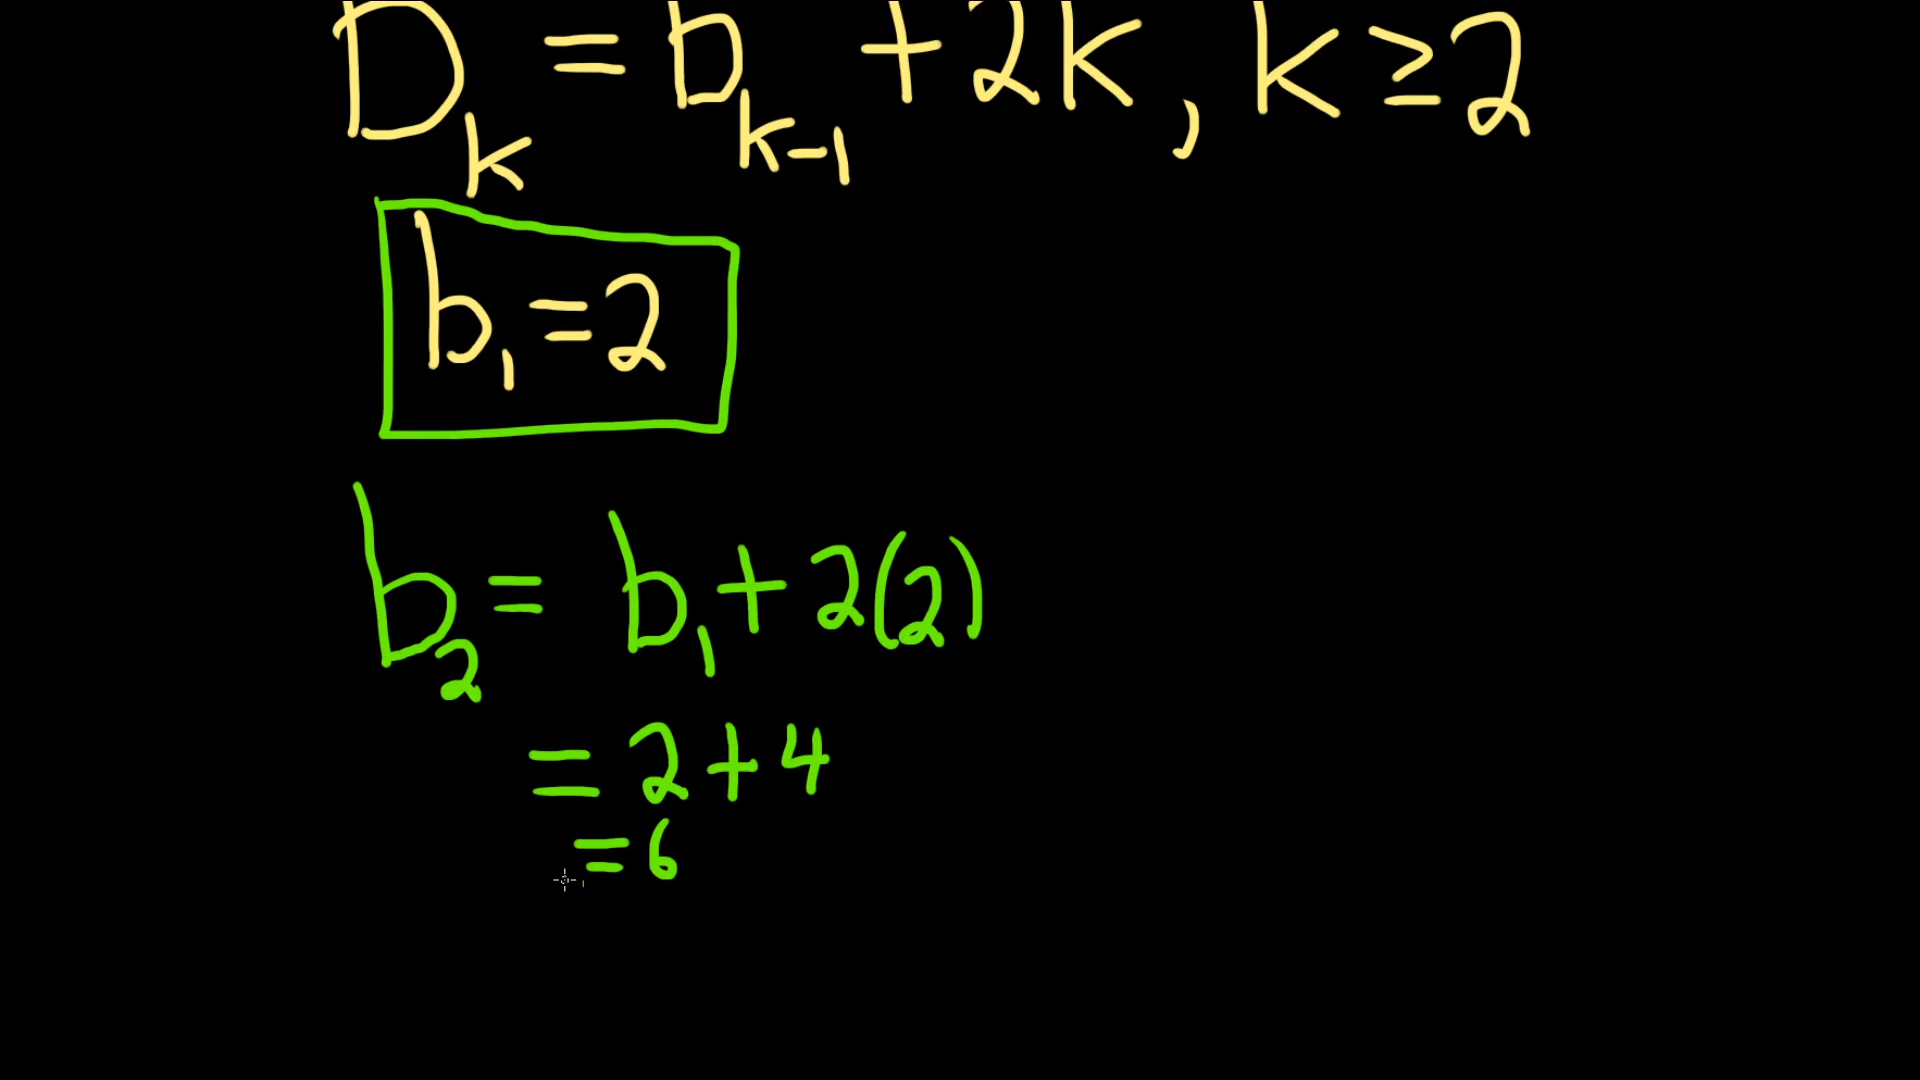 b_k = b_{k-1} + 2k, k ≥ 2
b_1 = 2
b_2 = b_1 + 2(2)
= 2 + 4
= 6